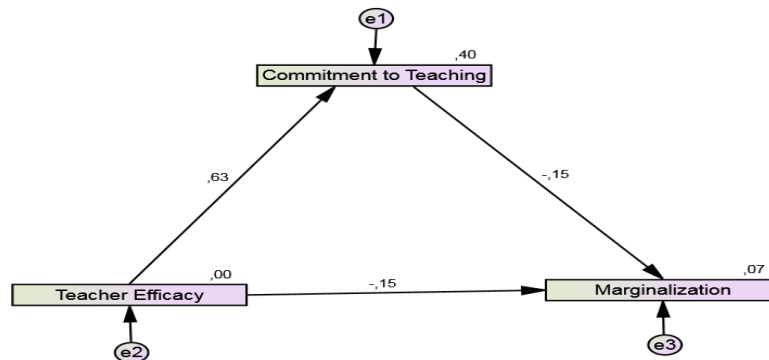 e1
,40
Commitment to Teaching
,63
-,15
,00
Teacher Efficacy
-,15
,07
Marginalization
e2
e3